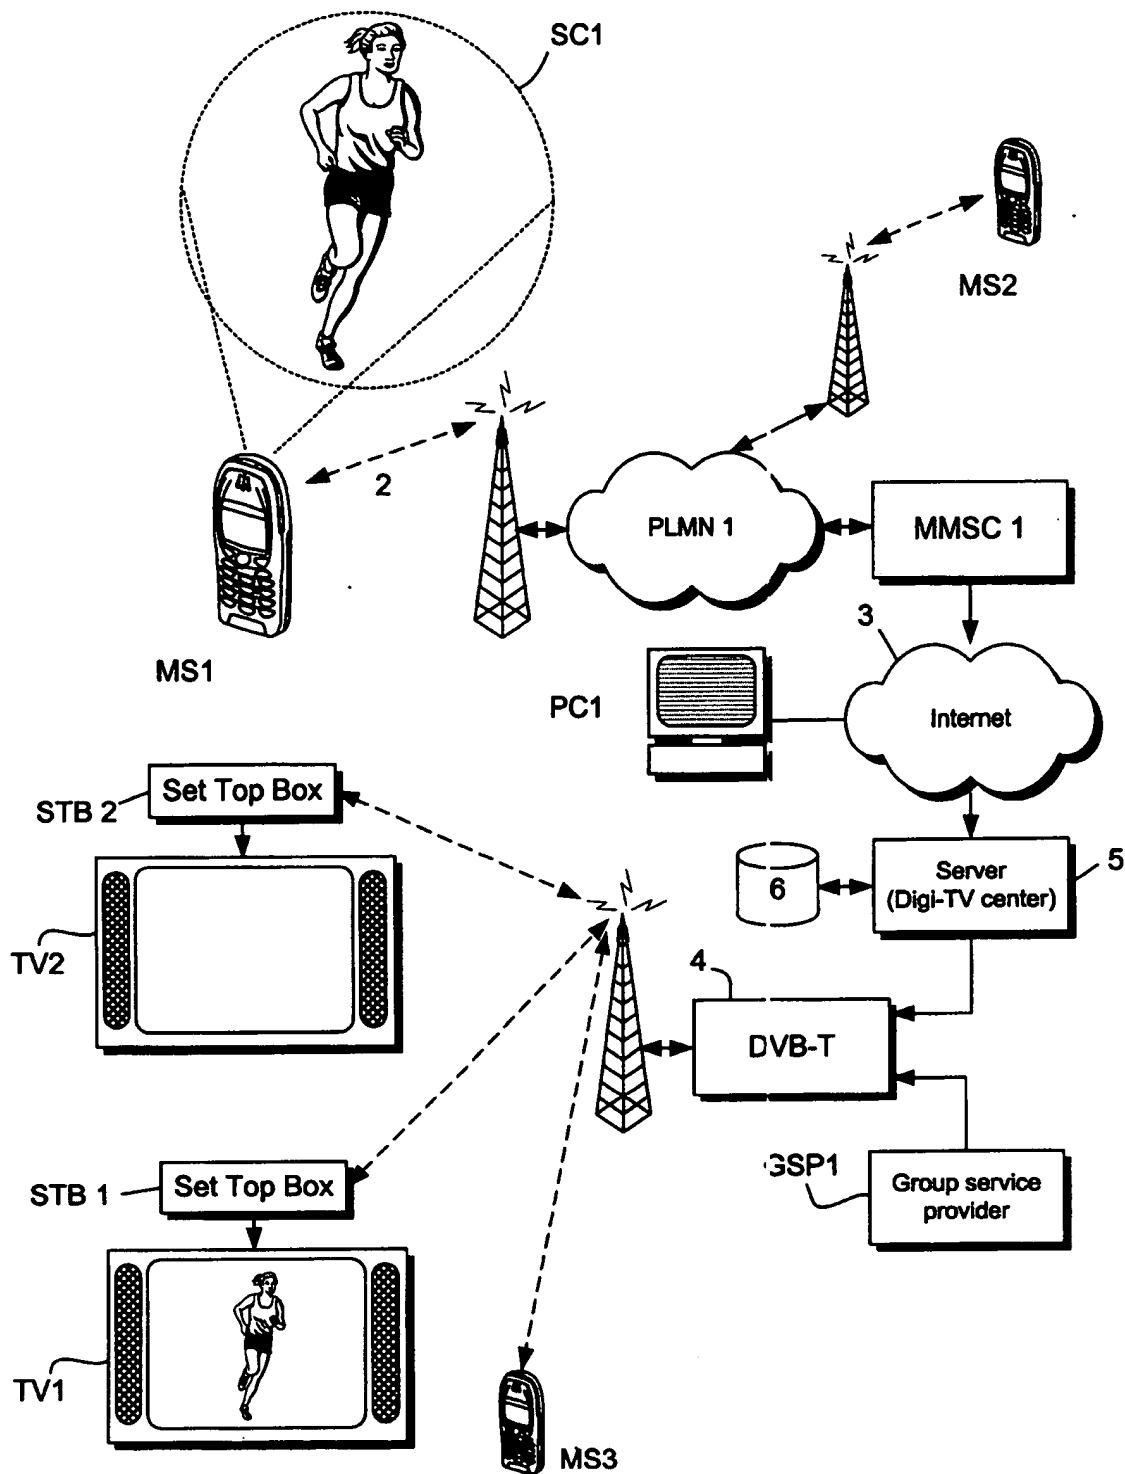 SC1
MS2
2
PLMN 1
MMSC 1
MS1
3
PC1
Internet
Set Top Box
STB 2
Server
(Digi-TV center)
5
6
TV2
4
DVB-T
GSP1
Group service
provider
Set Top Box
STB 1
TV1
MS3